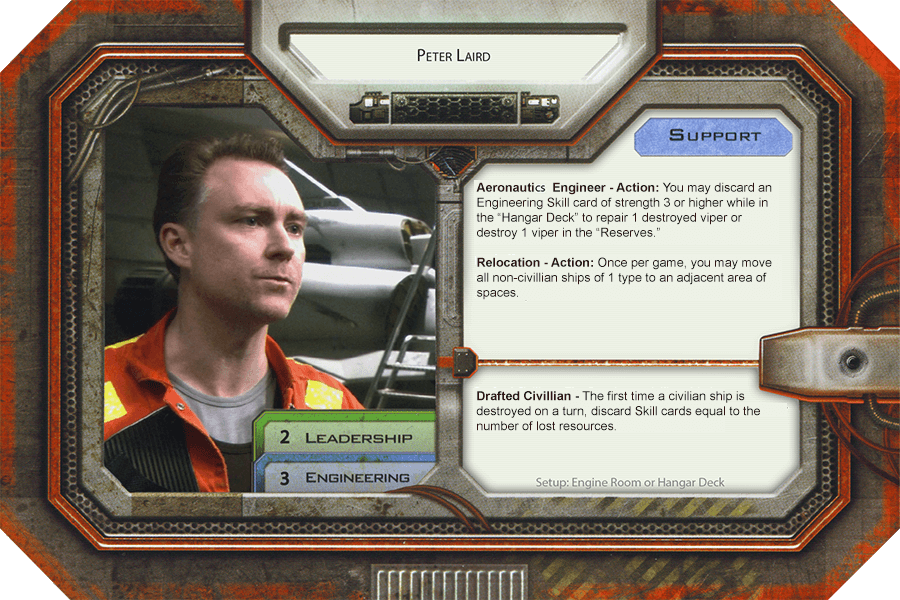 Peter Laird
Support
Aeronautics Engineer - Action: You may discard an
Engineering Skill card of strength 3 or higher while in
the “Hangar Deck” to repair 1 destroyed viper or
destroy 1 viper in the “Reserves.”
Relocation - Action: Once per game, you may move
all non-civillian ships of 1 type to an adjacent area of
spaces.
Drafted Civillian - The first time a civilian ship is
destroyed on a turn, discard Skill cards equal to the
number of lost resources.
2 Leadership
3 Engineering
Setup: Engine Room or Hangar Deck